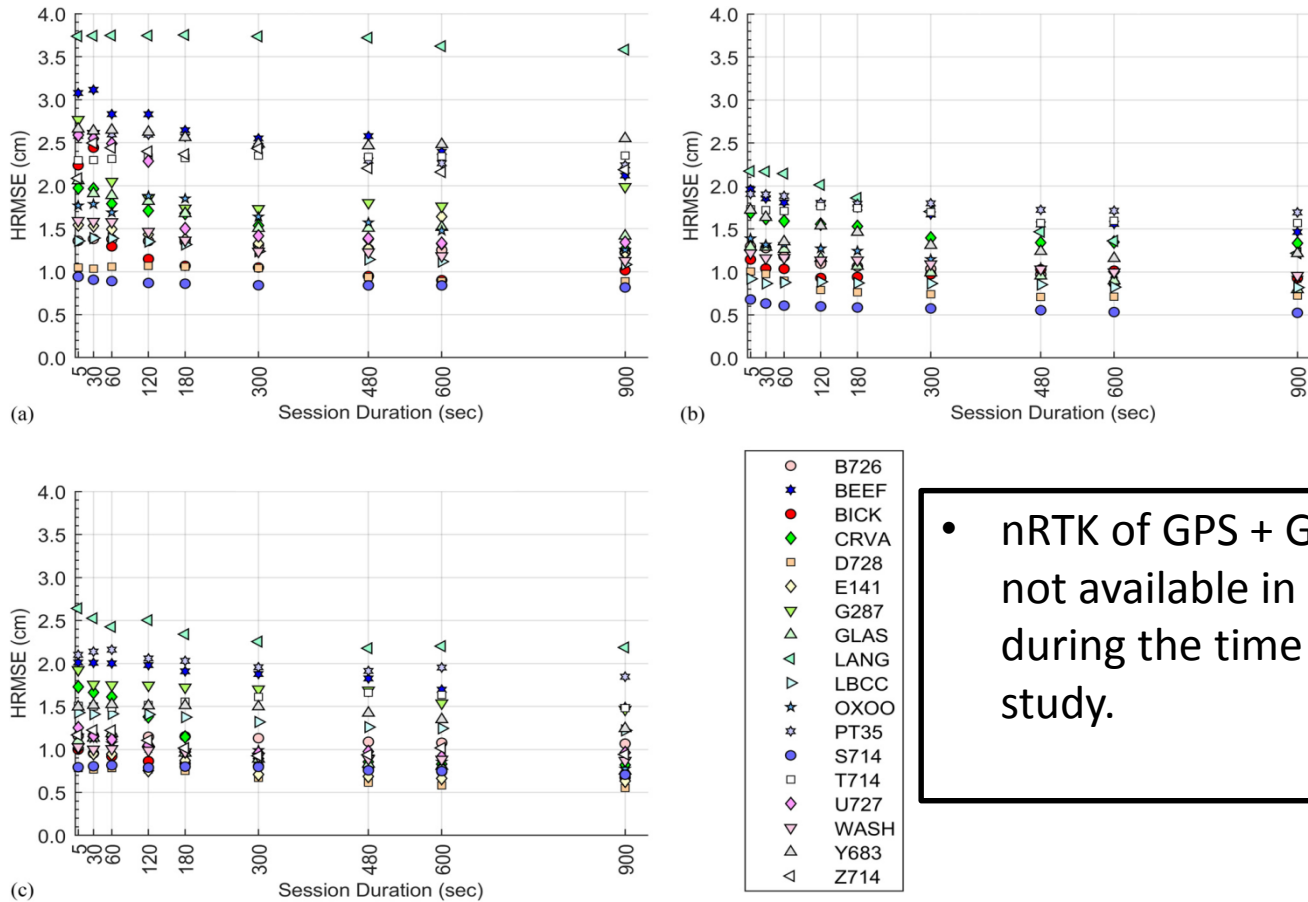 4.0
3.5
3.0
2.5
2.0
1.5
1.0
0.5
0.0
HRMSE (cm)
5
30
60
120
180
300
480
600
900
Session Duration (sec)
(a)
4.0
3.5
3.0
2.5
2.0
1.5
1.0
0.5
0.0
HRMSE (cm)
5
30
60
120
180
300
480
600
900
Session Duration (sec)
(b)
4.0
3.5
3.0
2.5
2.0
1.5
1.0
0.5
0.0
HRMSE (cm)
5
30
60
120
180
300
480
600
900
Session Duration (sec)
(c)
B726
BEEF
BICK
CRVA
D728
E141
G287
GLAS
LANG
LBCC
OXOO
PT35
S714
T714
U727
WASH
Y683
Z714
• nRTK of GPS + G
not available in
during the time
study.